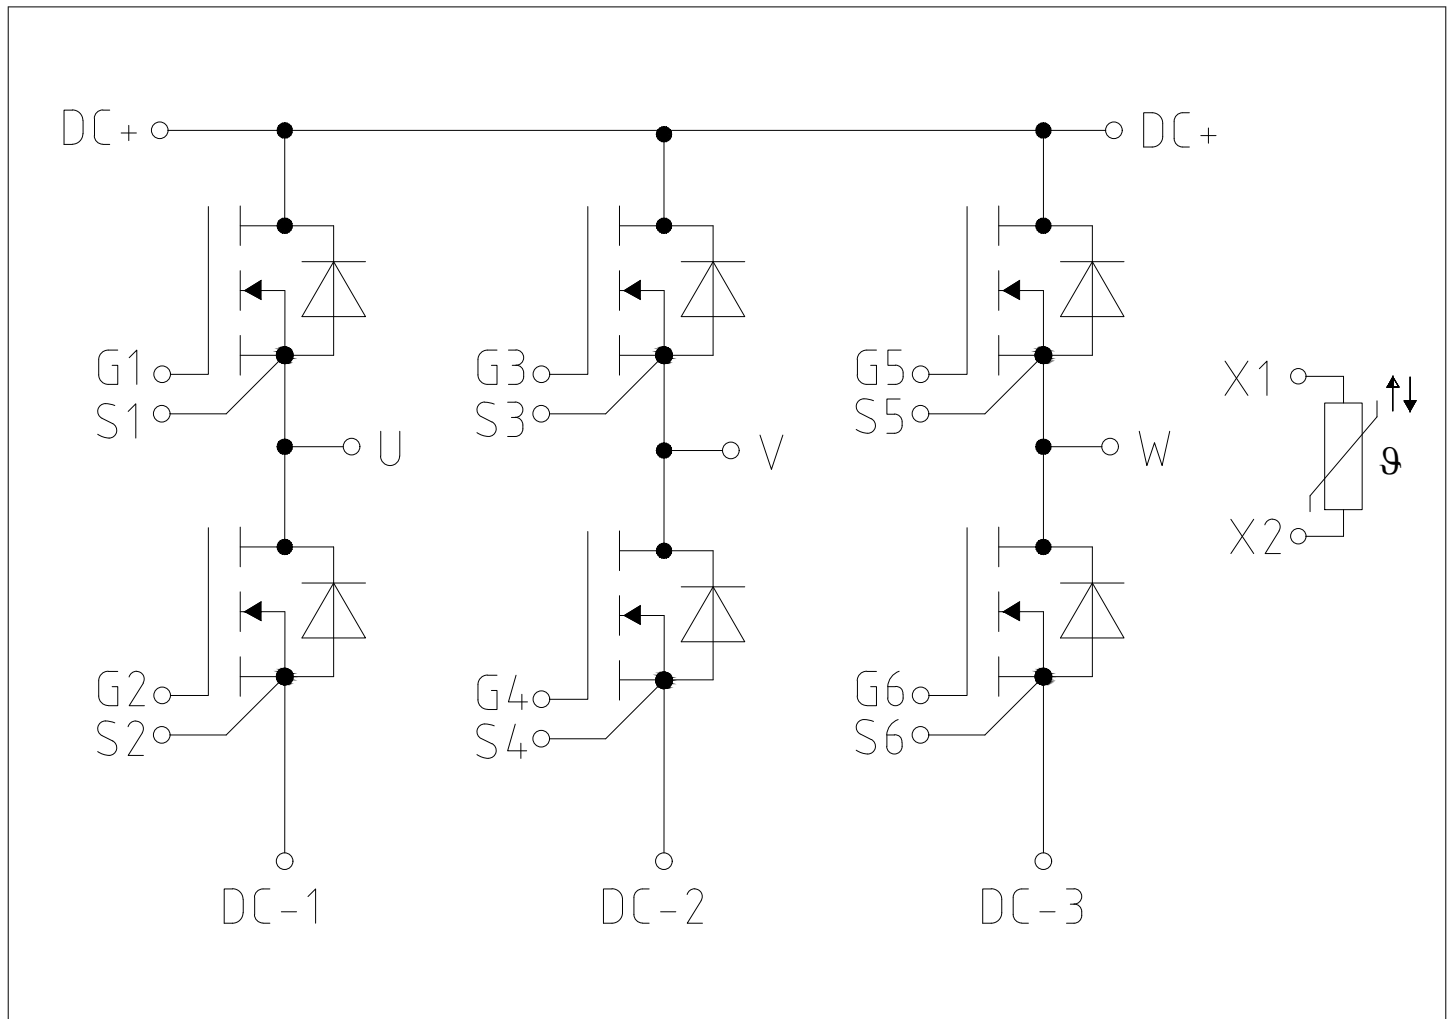 DC+ DC+
G1 G3 G5
S1 S3 S5
X1
U V W
ϑ
X2
G2 G4 G6
S2 S4 S6
DC-1 DC-2 DC-3